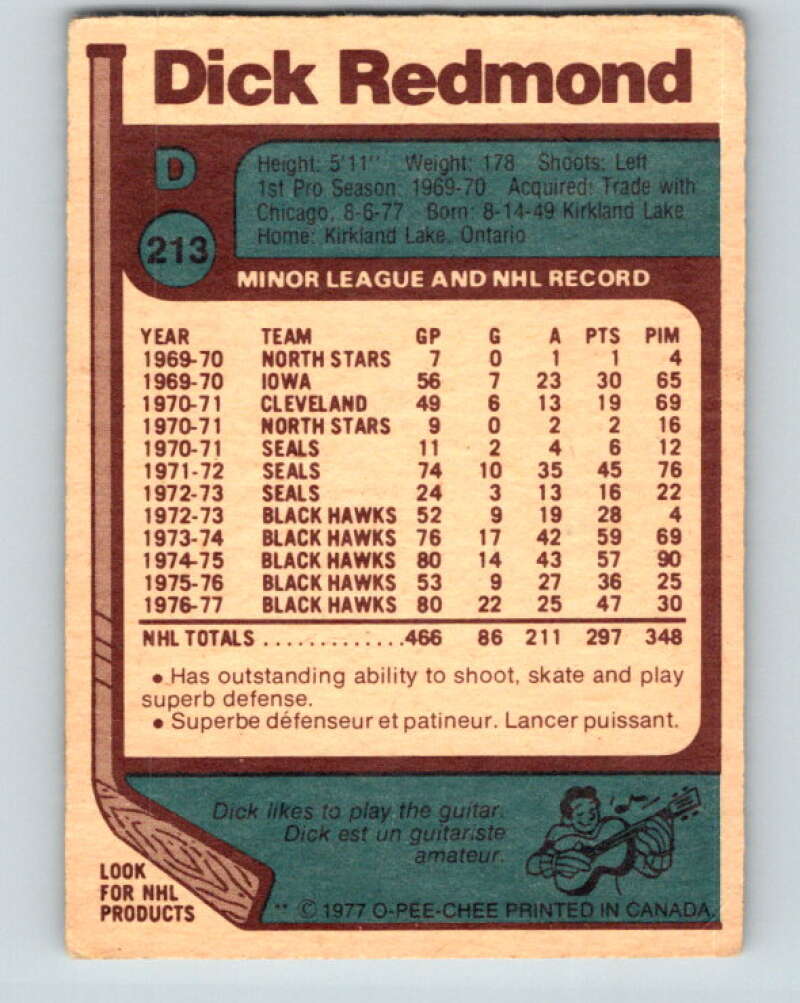 Dick Redmond
D
213
Height: 5'11" Weight: 178 Shoots: Left
1st Pro Season: 1969-70 Acquired: Trade with
Chicago, 8-6-77 Born: 8-14-49 Kirkland Lake
Home: Kirkland Lake, Ontario
MINOR LEAGUE AND NHL RECORD
YEAR TEAM GP G A PTS PIM
1969-70 NORTH STARS 7 0 1 1 4
1969-70 IOWA 56 7 23 30 65
1970-71 CLEVELAND 49 6 13 19 69
1970-71 NORTH STARS 9 0 2 2 16
1970-71 SEALS 11 2 4 6 12
1971-72 SEALS 74 10 35 45 76
1972-73 SEALS 24 3 13 16 22
1972-73 BLACK HAWKS 52 9 19 28 4
1973-74 BLACK HAWKS 76 17 42 59 69
1974-75 BLACK HAWKS 80 14 43 57 90
1975-76 BLACK HAWKS 53 9 27 36 25
1976-77 BLACK HAWKS 80 22 25 47 30
NHL TOTALS .............466 86 211 297 348
• Has outstanding ability to shoot, skate and play
superb defense.
• Superbe défenseur et patineur. Lancer puissant.
Dick likes to play the guitar.
Dick est un guitariste
amateur.
LOOK
FOR NHL
PRODUCTS
** © 1977 O-PEE-CHEE PRINTED IN CANADA